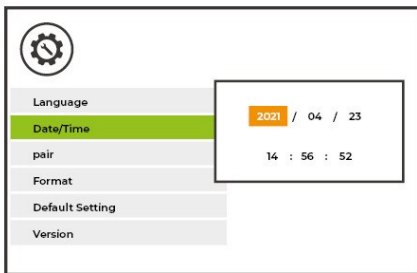 Language
Date/Time
pair
Format
Default Setting
Version
2021 / 04 / 23
14 : 56 : 52